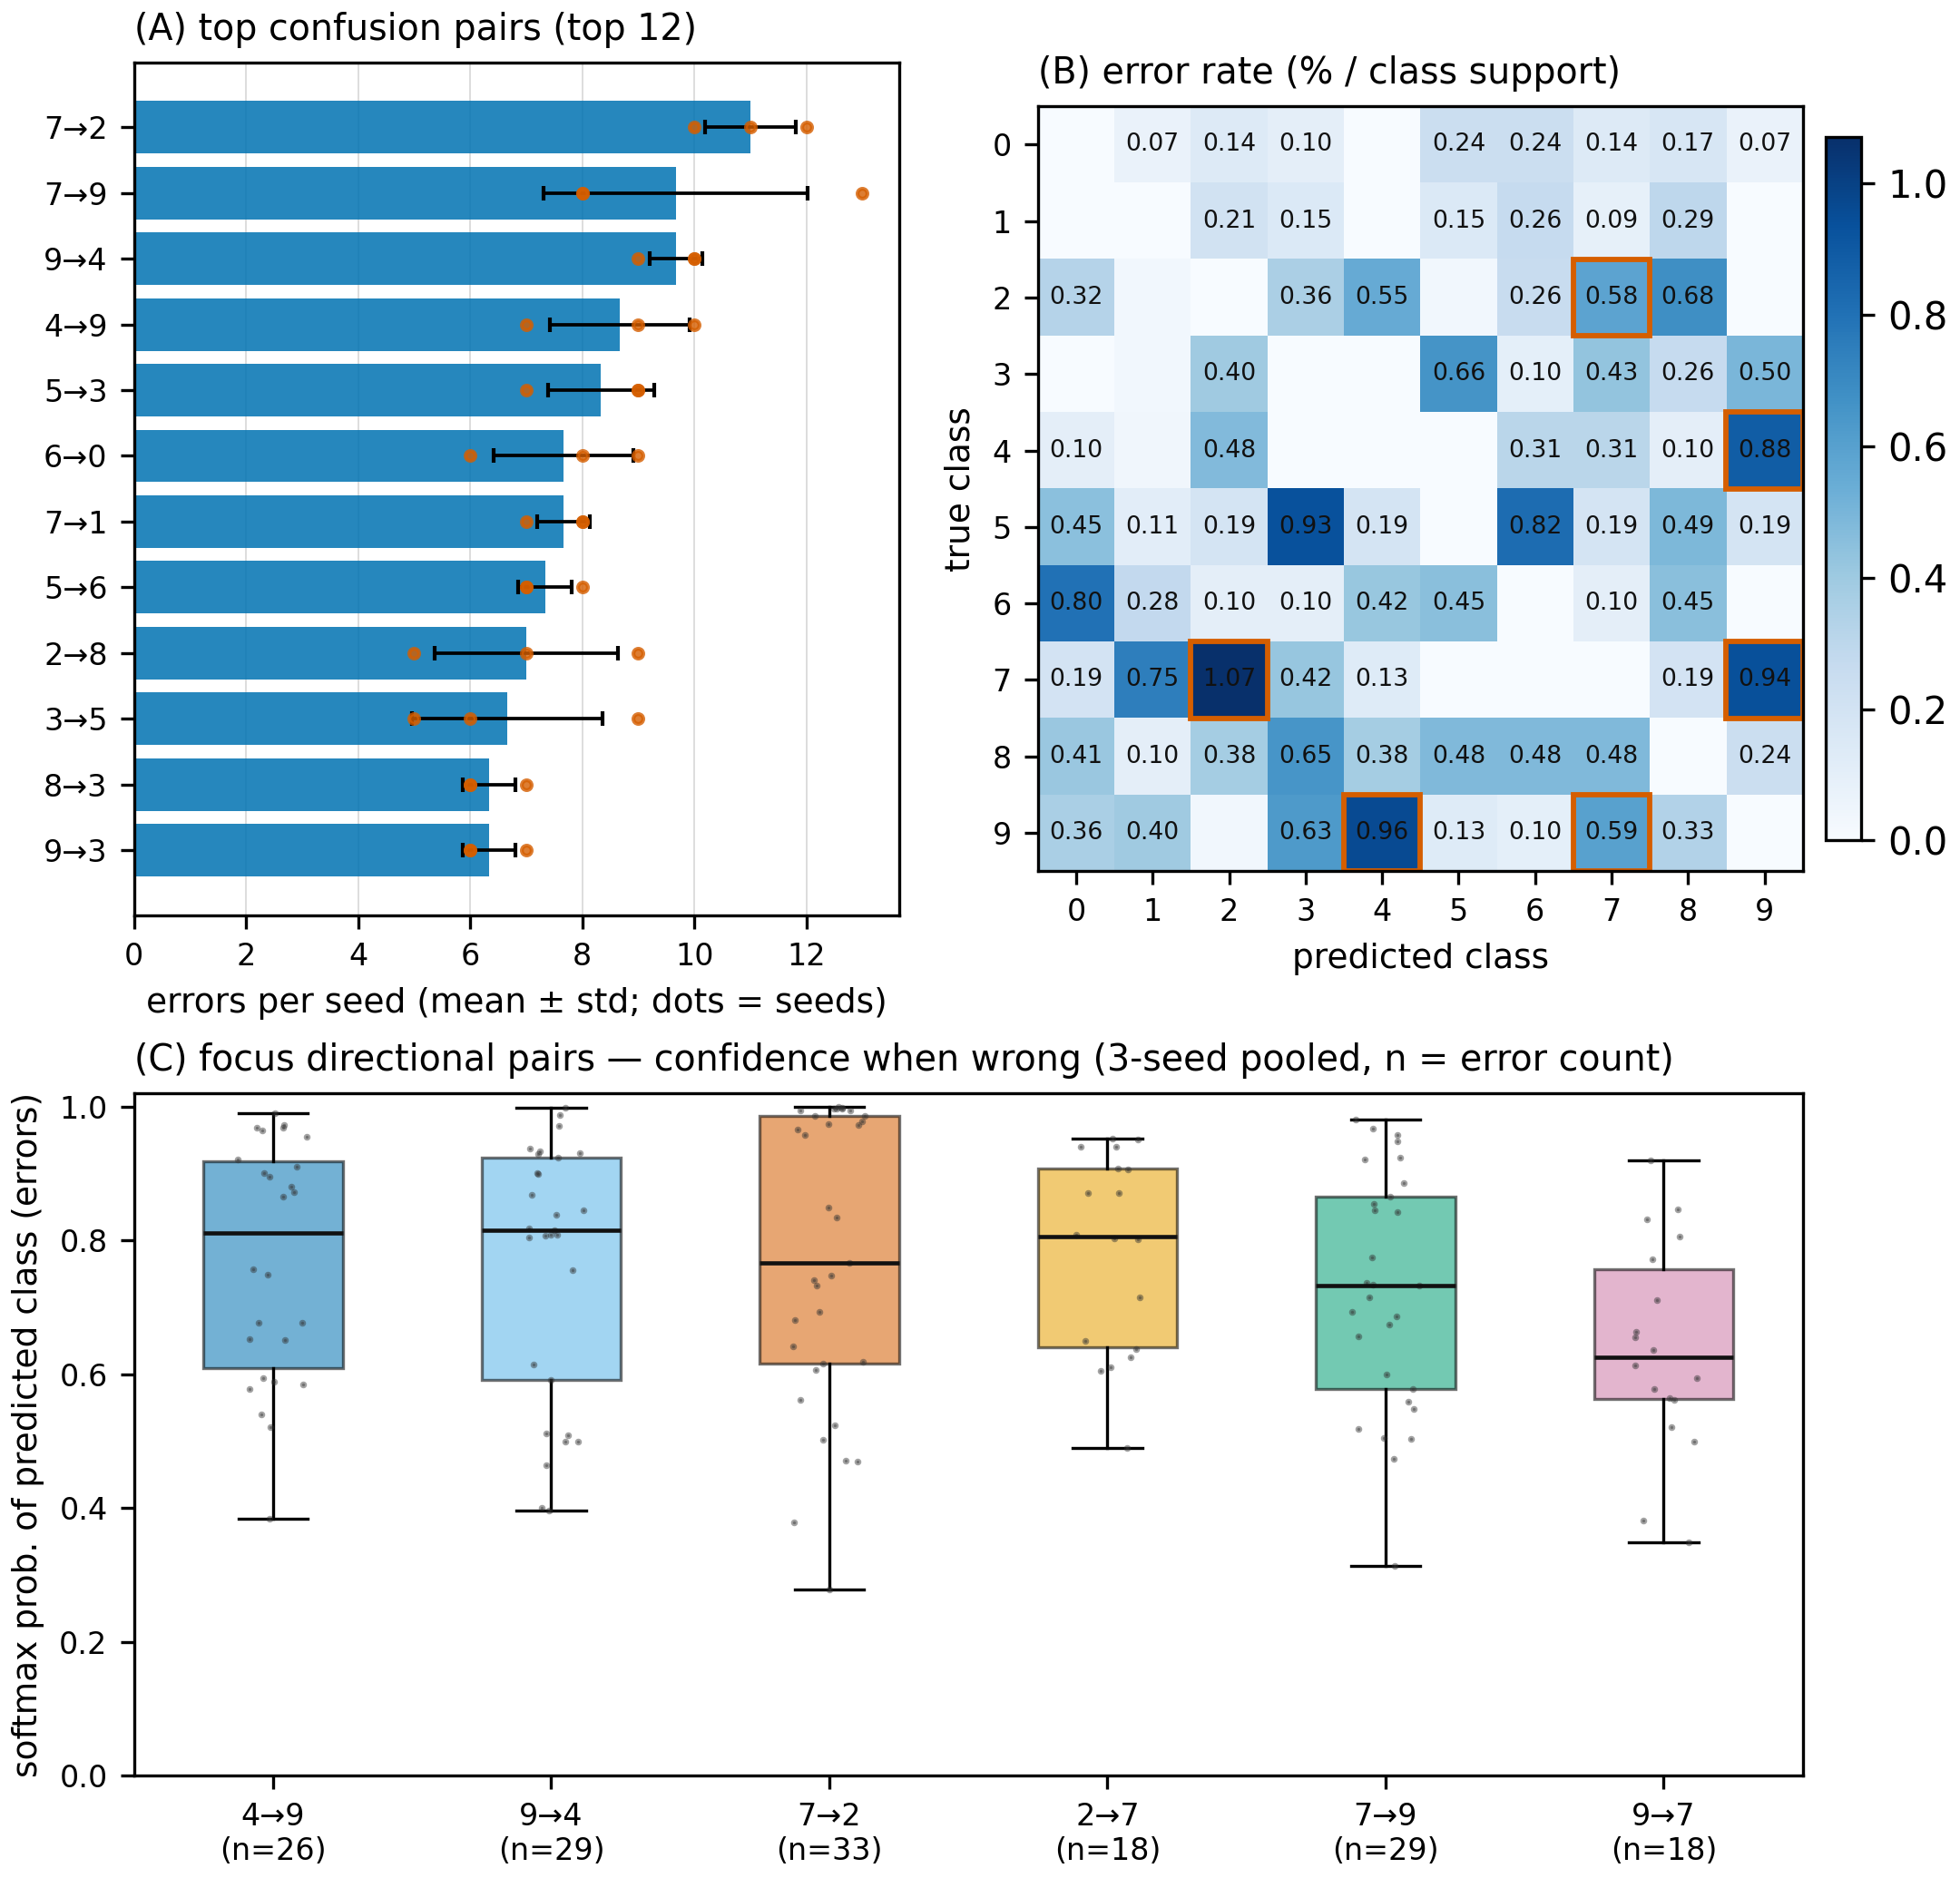 (A) top confusion pairs (top 12)
7→2
7→9
9→4
4→9
5→3
6→0
7→1
5→6
2→8
3→5
8→3
9→3
0 2 4 6 8 10 12
errors per seed (mean ± std; dots = seeds)
(B) error rate (% / class support)
true class
0 0.07 0.14 0.10 0.24 0.24 0.14 0.17 0.07
1 0.21 0.15 0.15 0.26 0.09 0.29
2 0.32 0.36 0.55 0.26 0.58 0.68
3 0.40 0.66 0.10 0.43 0.26 0.50
4 0.10 0.48 0.31 0.31 0.10 0.88
5 0.45 0.11 0.19 0.93 0.19 0.82 0.19 0.49 0.19
6 0.80 0.28 0.10 0.10 0.42 0.45 0.10 0.45
7 0.19 0.75 1.07 0.42 0.13 0.19 0.94
8 0.41 0.10 0.38 0.65 0.38 0.48 0.48 0.48 0.24
9 0.36 0.40 0.63 0.96 0.13 0.10 0.59 0.33
0 1 2 3 4 5 6 7 8 9
predicted class
1.0
0.8
0.6
0.4
0.2
0.0
(C) focus directional pairs — confidence when wrong (3-seed pooled, n = error count)
softmax prob. of predicted class (errors)
1.0
0.8
0.6
0.4
0.2
0.0
4→9 9→4 7→2 2→7 7→9 9→7
(n=26) (n=29) (n=33) (n=18) (n=29) (n=18)